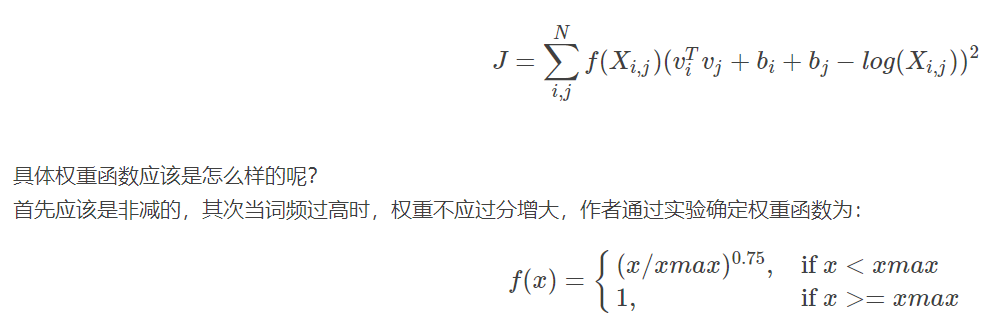 J = \sum_{i,j}^{N} f(X_{i,j})(v_i^T v_j + b_i + b_j - log(X_{i,j}))^2
具体权重函数应该是怎么样的呢?
首先应该是非减的，其次当词频过高时，权重不应过分增大，作者通过实验确定权重函数为：
f(x) = \begin{cases} (x/xmax)^{0.75}, & \text{if } x < xmax \\ 1, & \text{if } x >= xmax \end{cases}